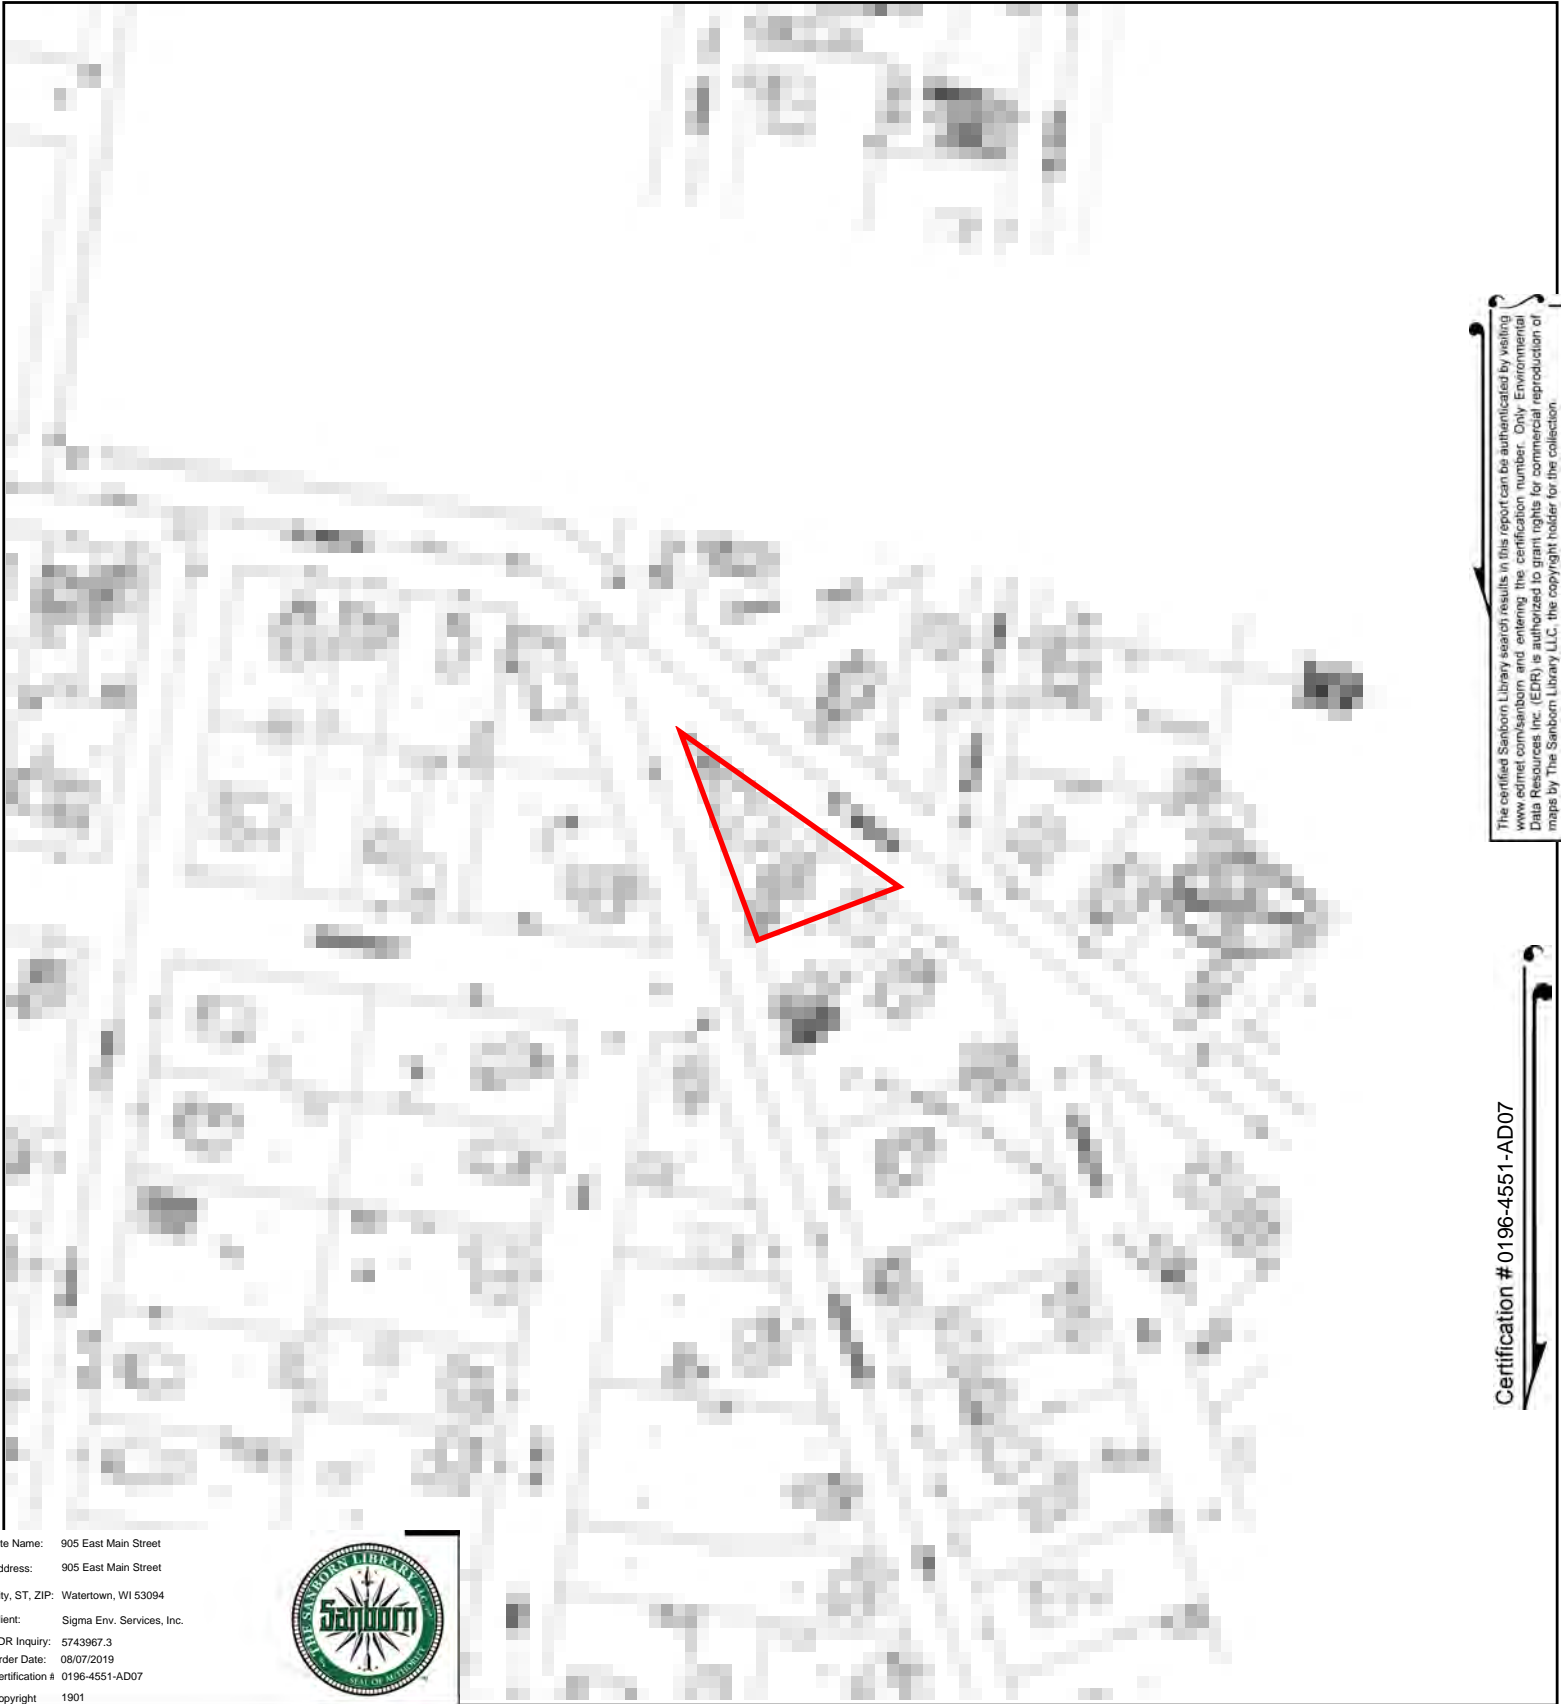 The certified Sanborn Library search results in this report can be authenticated by visiting
www.edrnet.com/sanborn and entering the certification number. Only Environmental
Data Resources Inc. (EDR) is authorized to grant rights for commercial reproduction of
maps by The Sanborn Library LLC, the copyright holder for the collection.
Certification # 0196-4551-AD07
te Name: 905 East Main Street
ddress: 905 East Main Street
ty, ST, ZIP: Watertown, WI 53094
ient: Sigma Env. Services, Inc.
DR Inquiry: 5743967.3
rder Date: 08/07/2019
ertification # 0196-4551-AD07
opyright 1901
THE SANBORN LIBRARY LLC
Sanborn
SEAL OF AUTHORITY